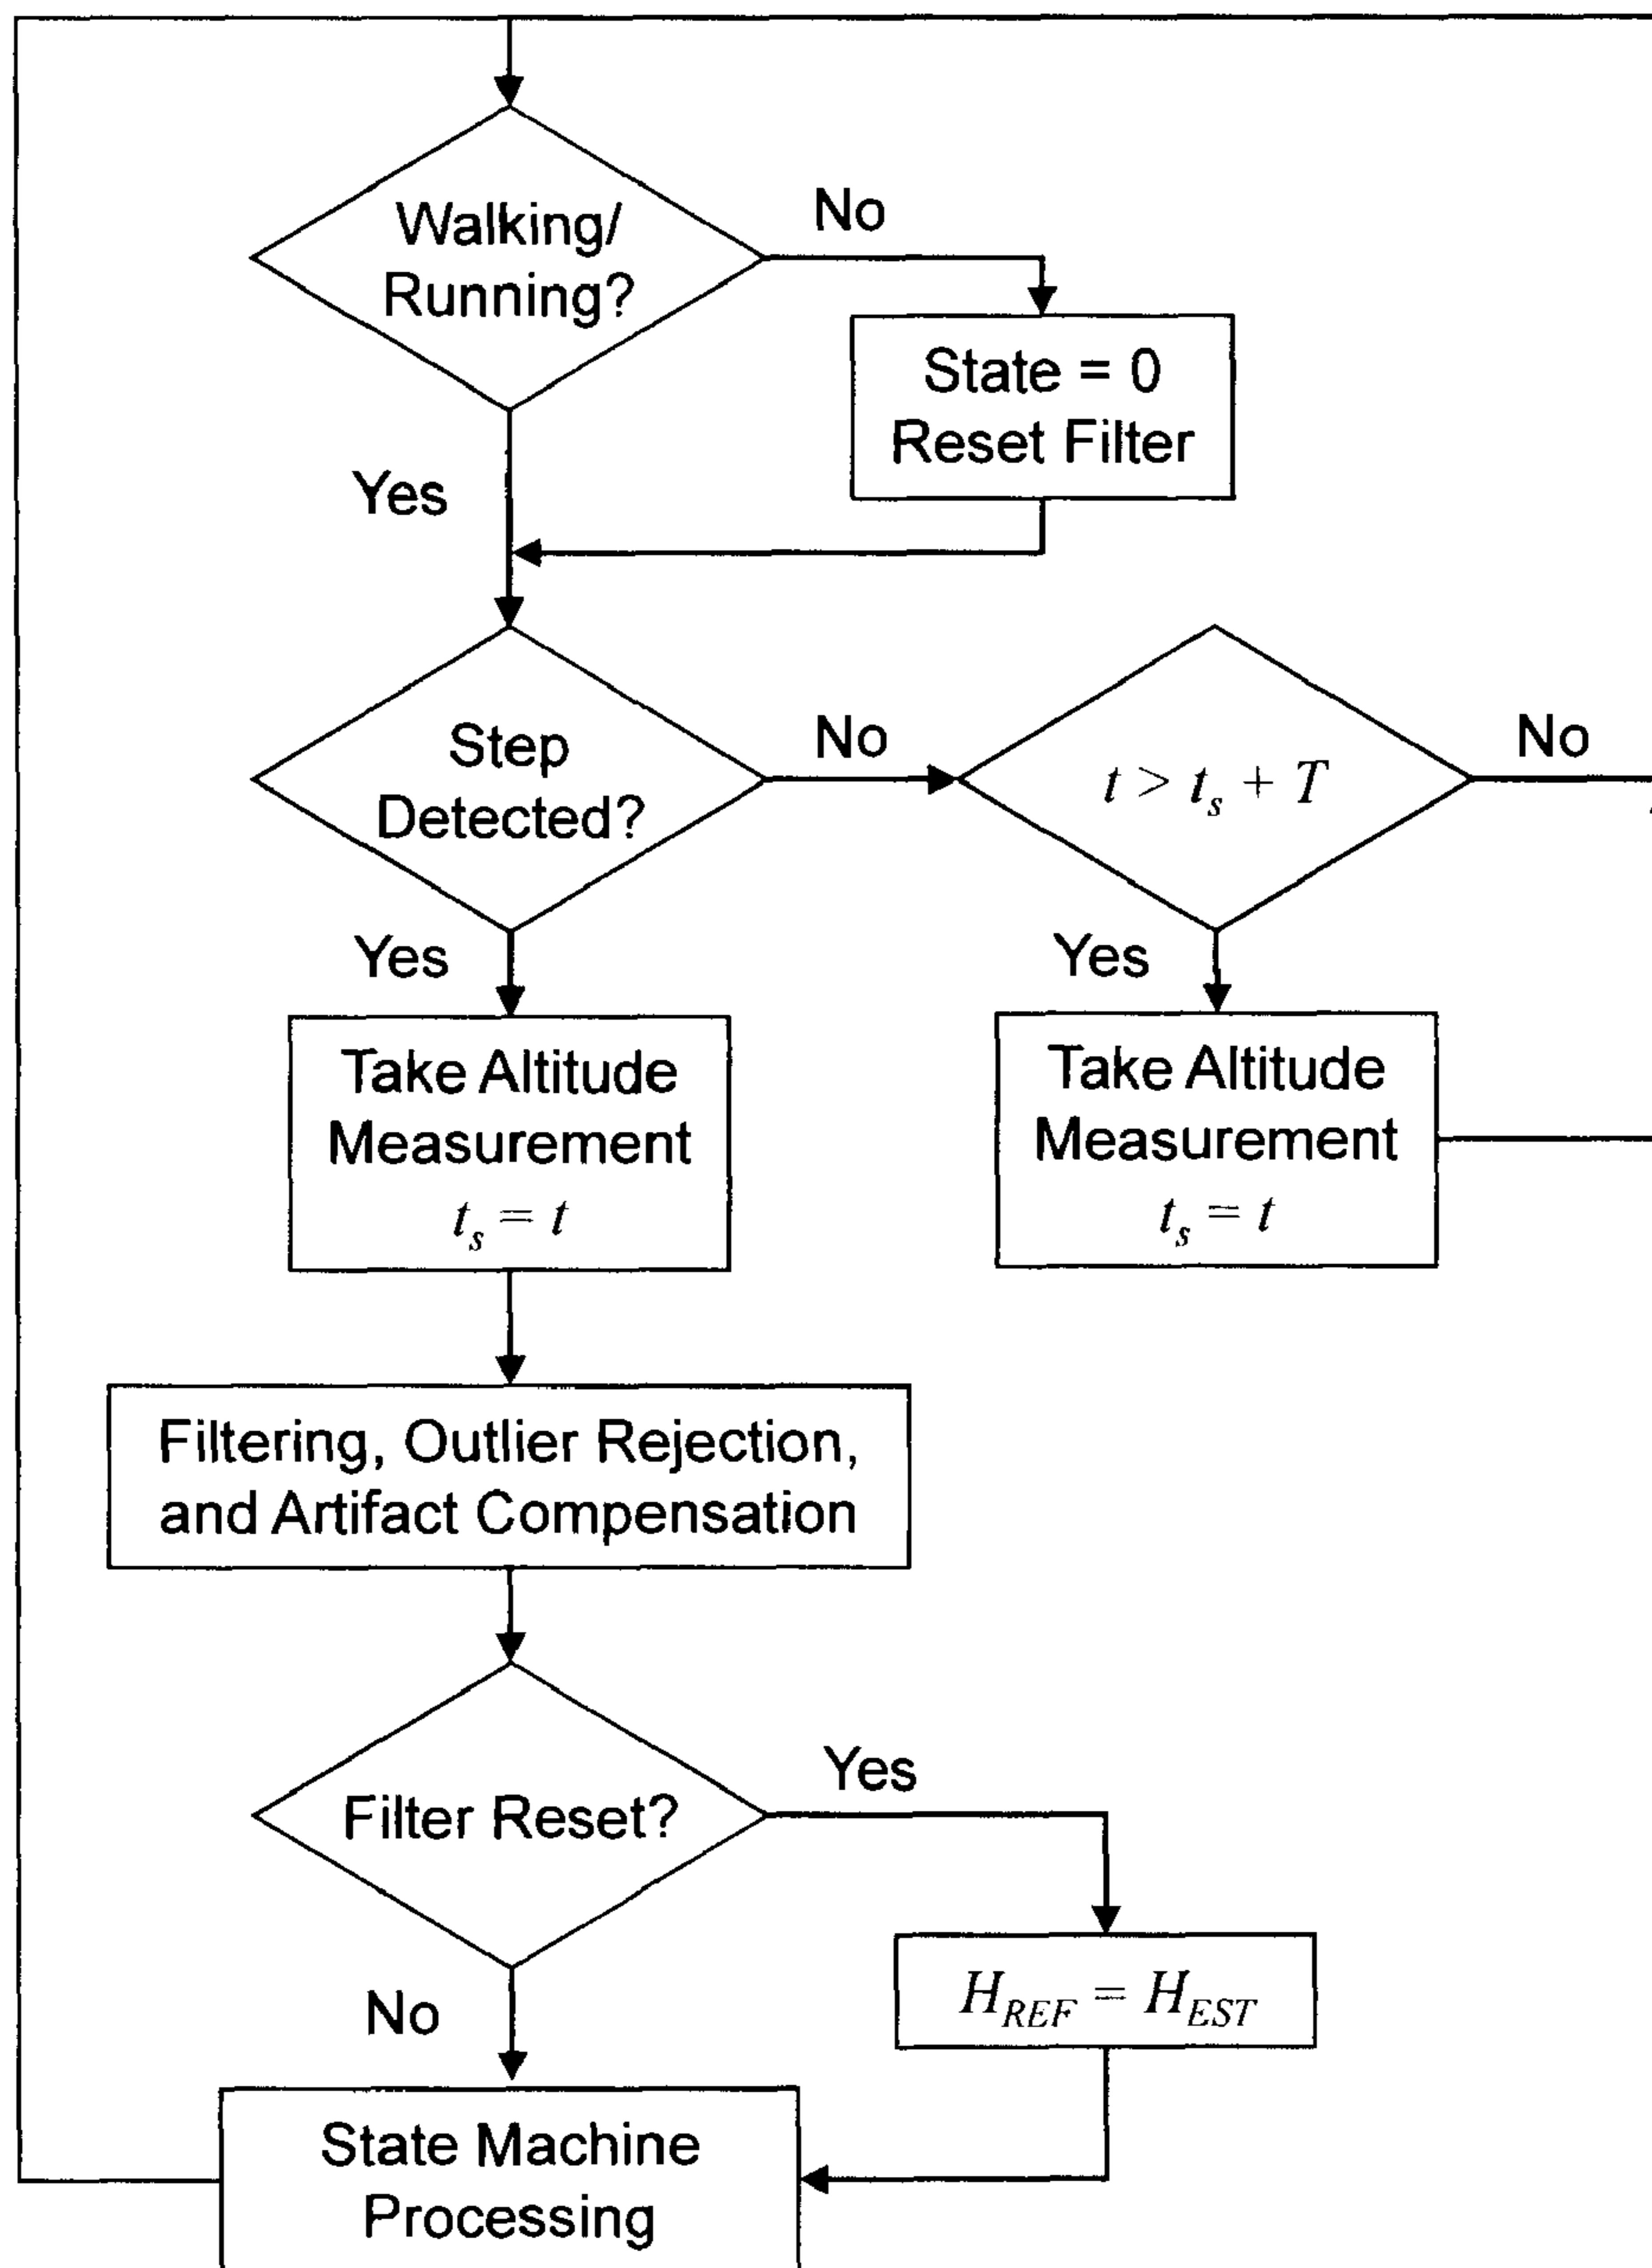 Walking/
Running?
No
State = 0
Reset Filter
Yes
Step
Detected?
No
t > t_s + T
No
Yes
Yes
Take Altitude
Measurement
t_s = t
Take Altitude
Measurement
t_s = t
Filtering, Outlier Rejection,
and Artifact Compensation
Filter Reset?
Yes
No
H_REF = H_EST
State Machine
Processing